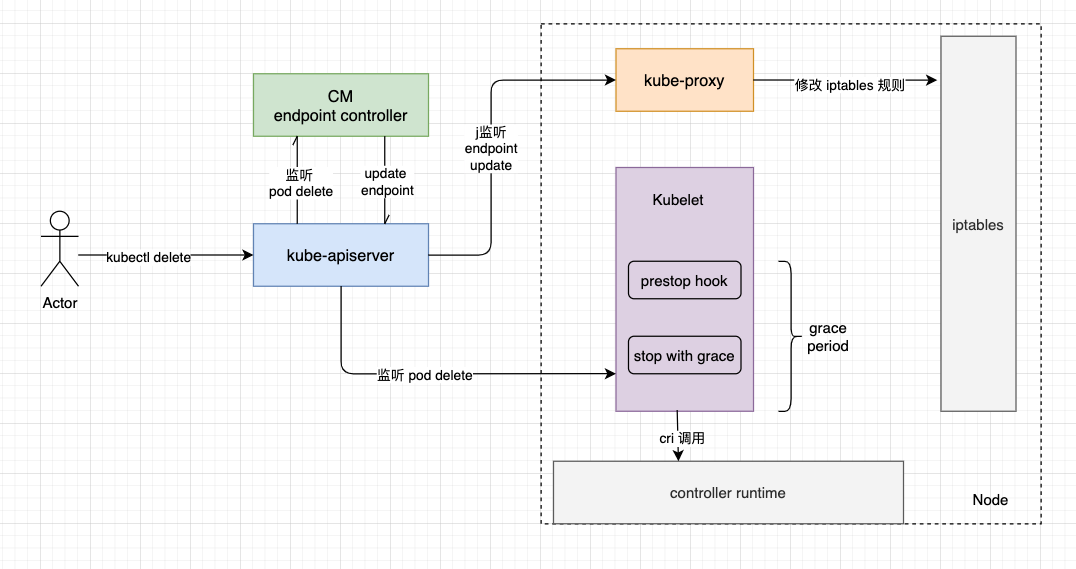 CM
endpoint controller
监听
pod delete
update
endpoint
kubectl delete
Actor
kube-apiserver
j监听
endpoint
update
监听 pod delete
kube-proxy
修改 iptables 规则
iptables
Kubelet
prestop hook
stop with grace
grace
period
cri 调用
controller runtime
Node